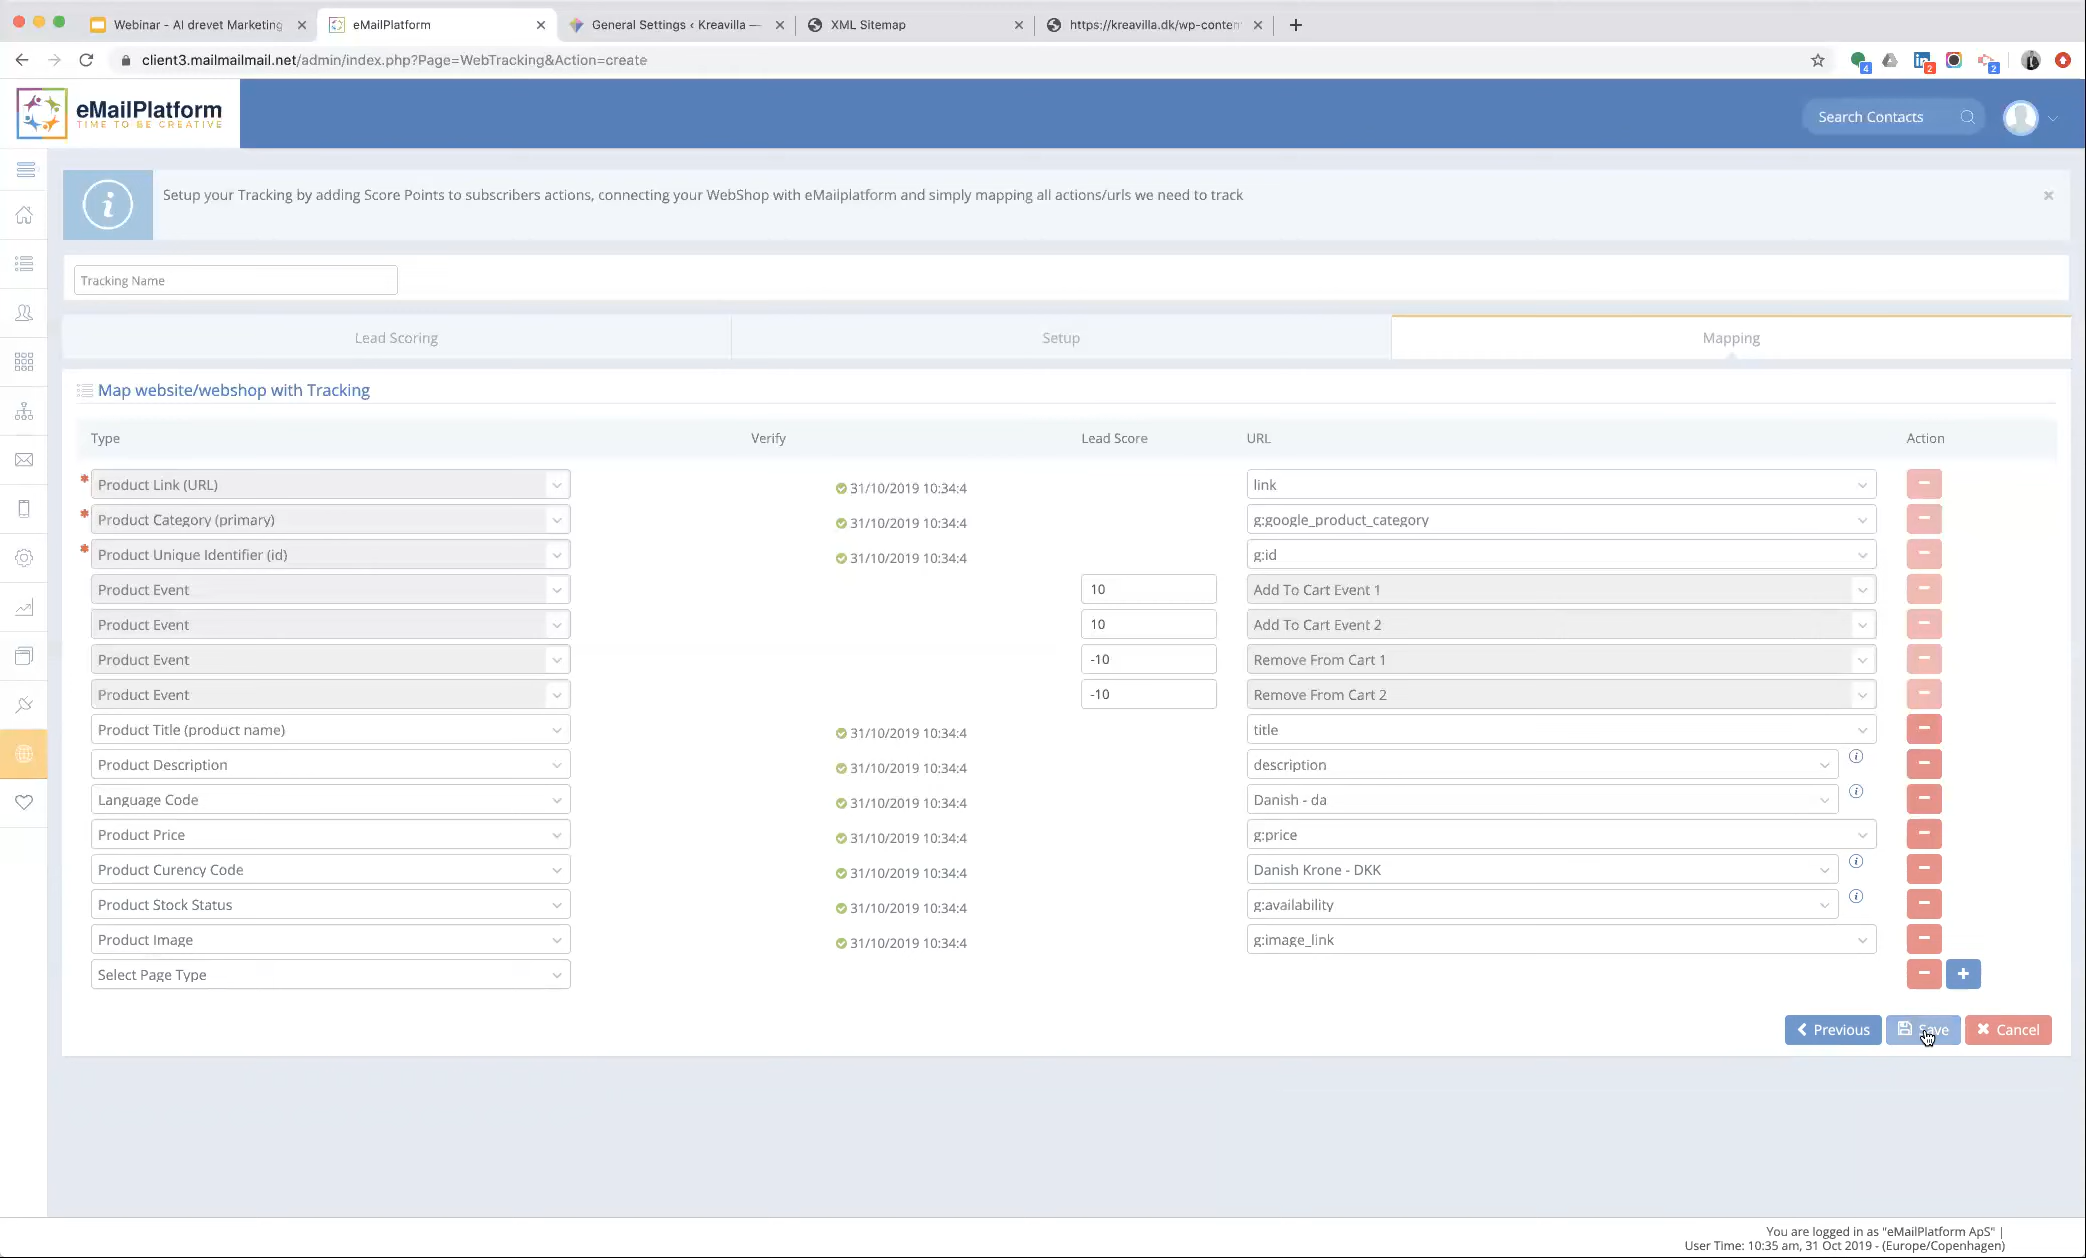 Webinar - AI drevet Marketing
eMailPlatform
General Settings ‹ Kreavilla —
XML Sitemap
https://kreavilla.dk/wp-conten
client3.mailmailmail.net/admin/index.php?Page=WebTracking&Action=create
4
2
2
eMailPlatform
TIME TO BE CREATIVE
Search Contacts
Setup your Tracking by adding Score Points to subscribers actions, connecting your WebShop with eMailplatform and simply mapping all actions/urls we need to track
Tracking Name
Lead Scoring
Setup
Mapping
Map website/webshop with Tracking
Type Verify Lead Score URL Action
* Product Link (URL) 31/10/2019 10:34:4 link
* Product Category (primary) 31/10/2019 10:34:4 g:google_product_category
* Product Unique Identifier (id) 31/10/2019 10:34:4 g:id
Product Event 10 Add To Cart Event 1
Product Event 10 Add To Cart Event 2
Product Event -10 Remove From Cart 1
Product Event -10 Remove From Cart 2
Product Title (product name) 31/10/2019 10:34:4 title
Product Description 31/10/2019 10:34:4 description
Language Code 31/10/2019 10:34:4 Danish - da
Product Price 31/10/2019 10:34:4 g:price
Product Curency Code 31/10/2019 10:34:4 Danish Krone - DKK
Product Stock Status 31/10/2019 10:34:4 g:availability
Product Image 31/10/2019 10:34:4 g:image_link
Select Page Type
Previous Save Cancel
You are logged in as "eMailPlatform ApS" |
User Time: 10:35 am, 31 Oct 2019 - (Europe/Copenhagen)